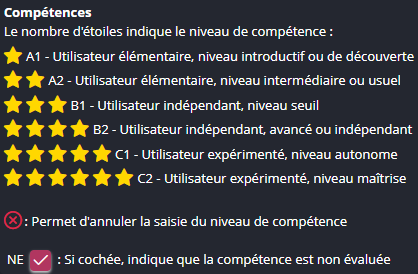 Compétences
Le nombre d'étoiles indique le niveau de compétence :
A1 - Utilisateur élémentaire, niveau introductif ou de découverte
A2 - Utilisateur élémentaire, niveau intermédiaire ou usuel
B1 - Utilisateur indépendant, niveau seuil
B2 - Utilisateur indépendant, avancé ou indépendant
C1 - Utilisateur expérimenté, niveau autonome
C2 - Utilisateur expérimenté, niveau maîtrise
: Permet d'annuler la saisie du niveau de compétence
NE : Si cochée, indique que la compétence est non évaluée